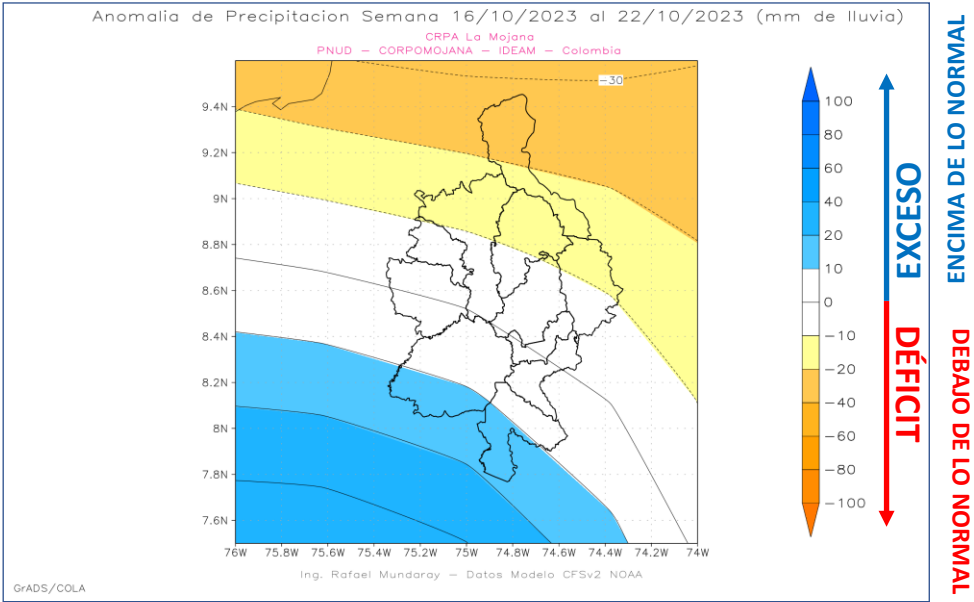 Anomalia de Precipitacion Semana 16/10/2023 al 22/10/2023 (mm de lluvia)
CRPA La Mojana
PNUD – CORPOMOJANA – IDEAM – Colombia
−30
9.4N
9.2N
9N
8.8N
8.6N
8.4N
8.2N
8N
7.8N
7.6N
76W 75.8W 75.6W 75.4W 75.2W 75W 74.8W 74.6W 74.4W 74.2W 74W
100
80
60
40
20
10
0
−10
−20
−40
−60
−80
−100
EXCESO
DÉFICIT
ENCIMA DE LO NORMAL
DEBAJO DE LO NORMAL
Ing. Rafael Mundaray – Datos Modelo CFSv2 NOAA
GrADS/COLA